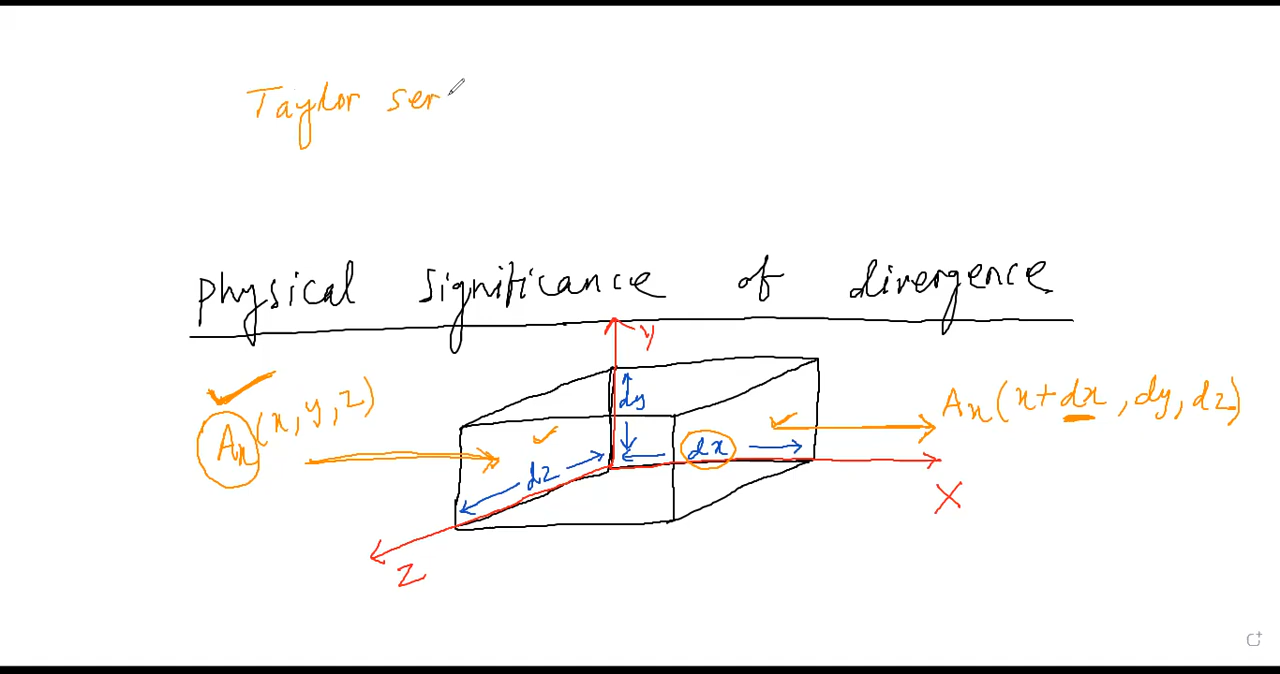 Taylor ser
Physical significance of divergence
y
Ax(x, y, z)
dy
Ax(x+dx, dy, dz)
dx
dz
X
Z